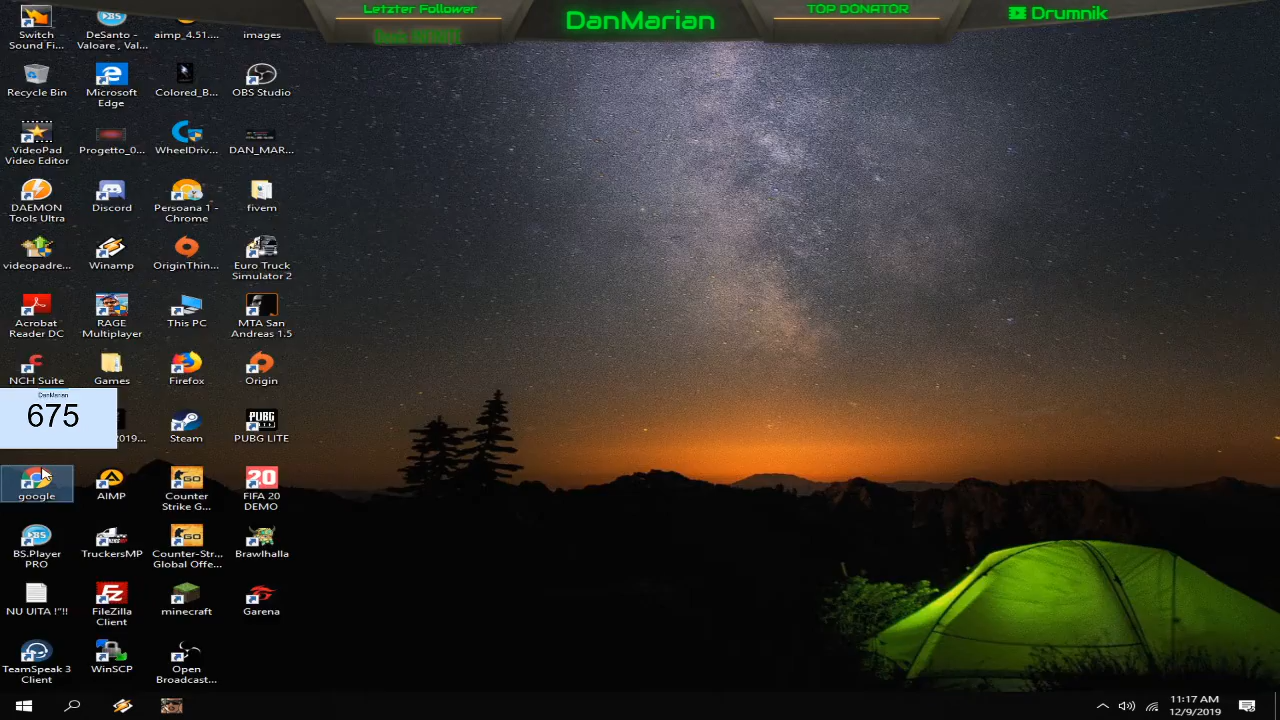 Letzter Follower
DanMarian
TOP DONATOR
Drumnik
Switch
Sound Fi...
DeSanto -
Valoare , Val...
aimp_4.51....
images
Recycle Bin
Microsoft
Edge
Colored_B...
OBS Studio
VideoPad
Video Editor
Progetto_0...
WheelDriv...
DAN_MAR...
DAEMON
Tools Ultra
Discord
Persoana 1 -
Chrome
fivem
videopadre...
Winamp
OriginThin...
Euro Truck
Simulator 2
Acrobat
Reader DC
RAGE
Multiplayer
This PC
MTA San
Andreas 1.5
NCH Suite
Games
Firefox
Origin
DanMarian
675
2019...
Steam
PUBG
LITE
PUBG LITE
google
AIMP
GO
Counter
Strike G...
20
FIFA 20
DEMO
BS.Player
PRO
TruckersMP
GO
Counter-Str...
Global Offe...
Brawlhalla
NU UITA !"!!
FileZilla
Client
minecraft
Garena
TeamSpeak 3
Client
WinSCP
Open
Broadcast...
11:17 AM
12/9/2019